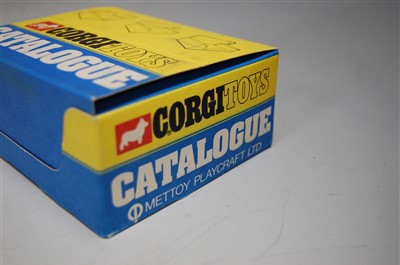 CORGI TOYS
CATALOGUE
CORGI TOYS
CATALOGUE
METTOY PLAYCRAFT LTD